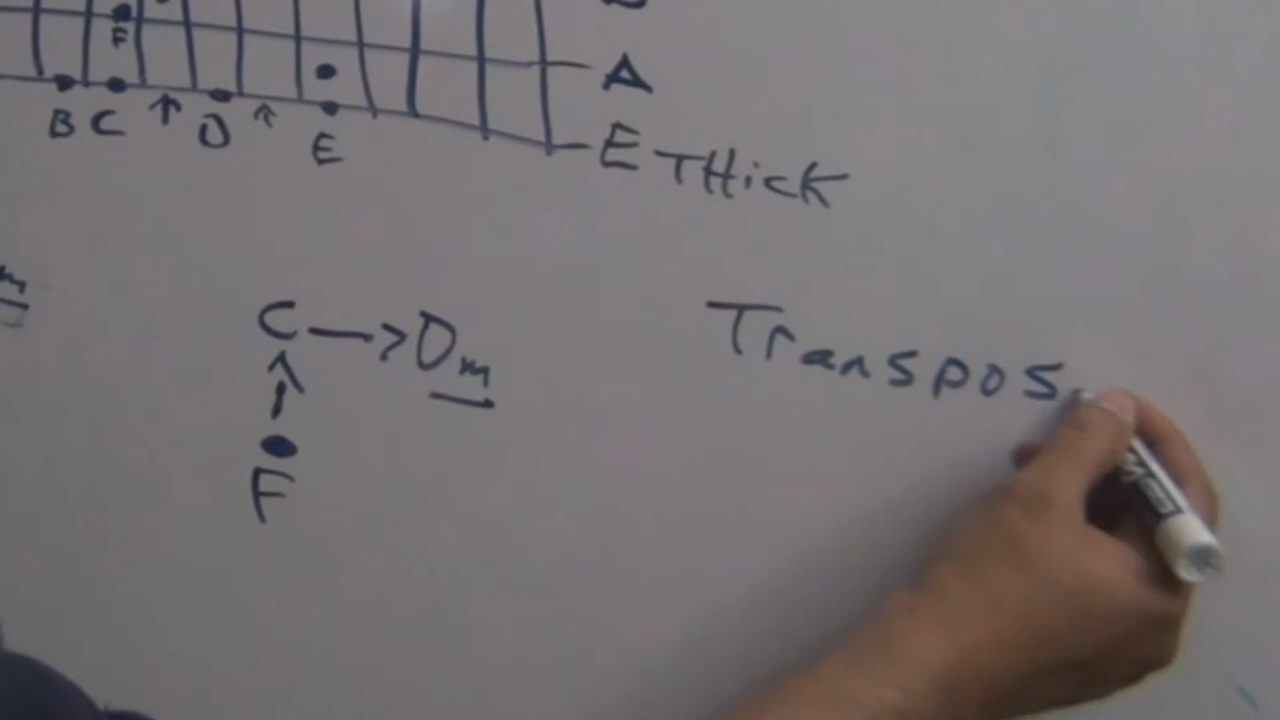 F
A
B C ↑ D ↑ E
E THicK
m
C → Dm
↑
F
Transpos